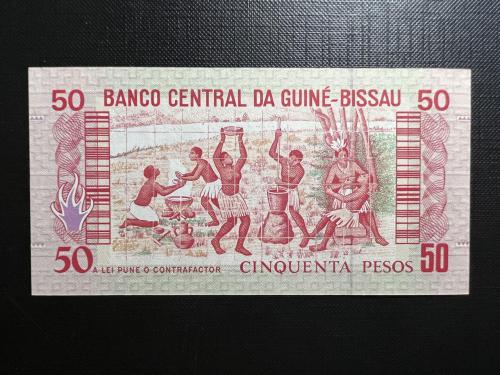 50 BANCO CENTRAL DA GUINÉ-BISSAU 50
50 A LEI PUNE O CONTRAFACTOR CINQUENTA PESOS 50